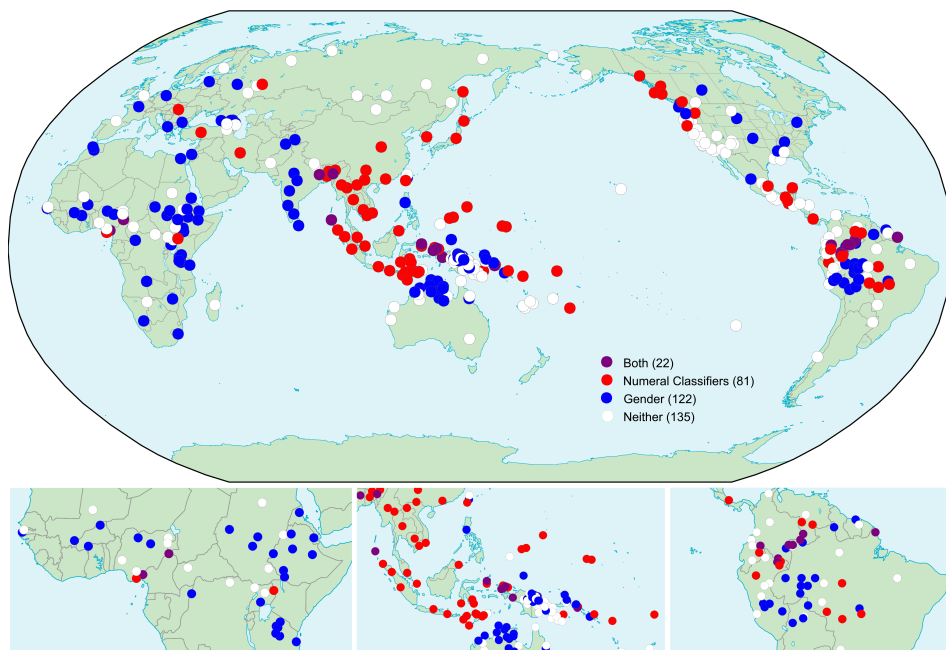 Both (22)
Numeral Classifiers (81)
Gender (122)
Neither (135)